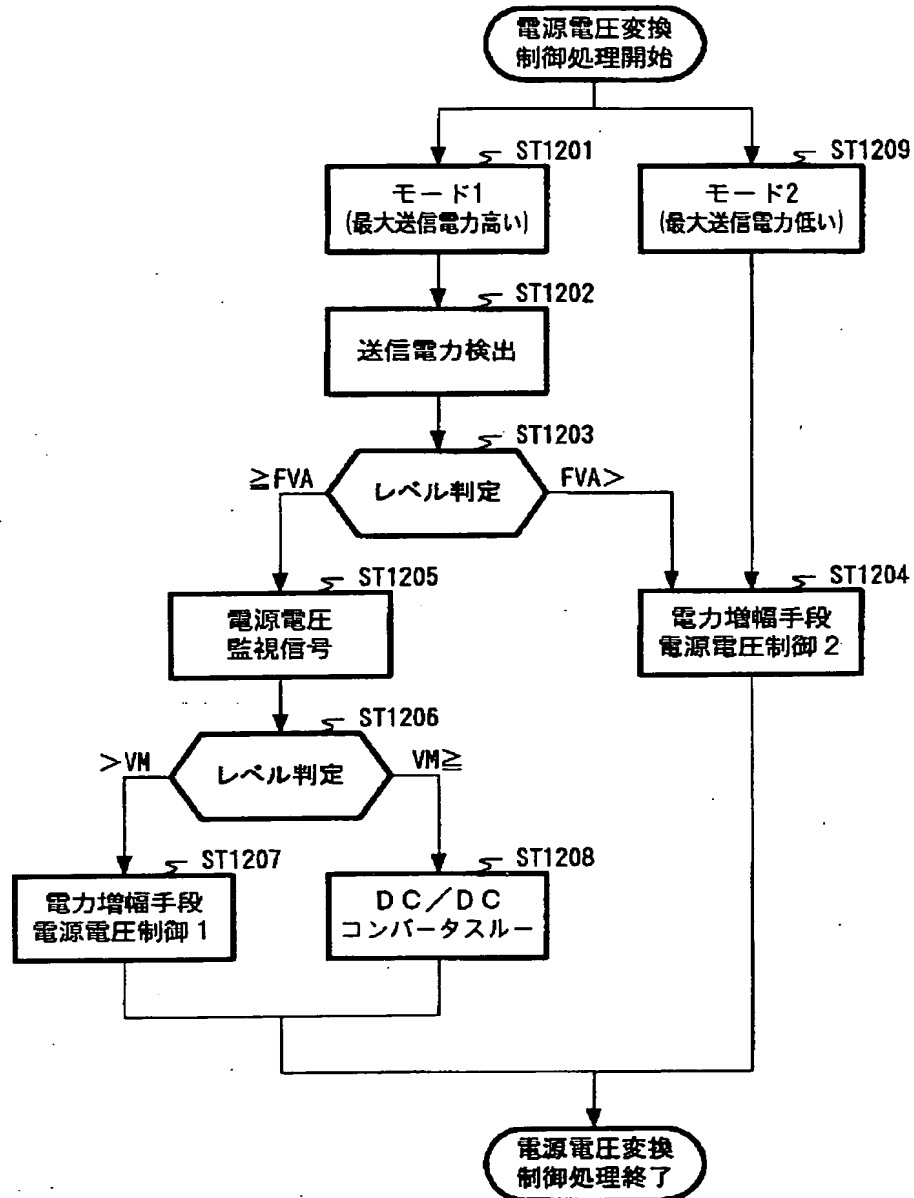 電源電圧変換
制御処理開始
ST1201
モード1
(最大送信電力高い)
ST1209
モード2
(最大送信電力低い)
ST1202
送信電力検出
ST1203
≧FVA
レベル判定
FVA>
ST1205
電源電圧
監視信号
ST1204
電力増幅手段
電源電圧制御2
ST1206
>VM
レベル判定
VM≧
ST1207
電力増幅手段
電源電圧制御1
ST1208
DC/DC
コンバータスルー
電源電圧変換
制御処理終了